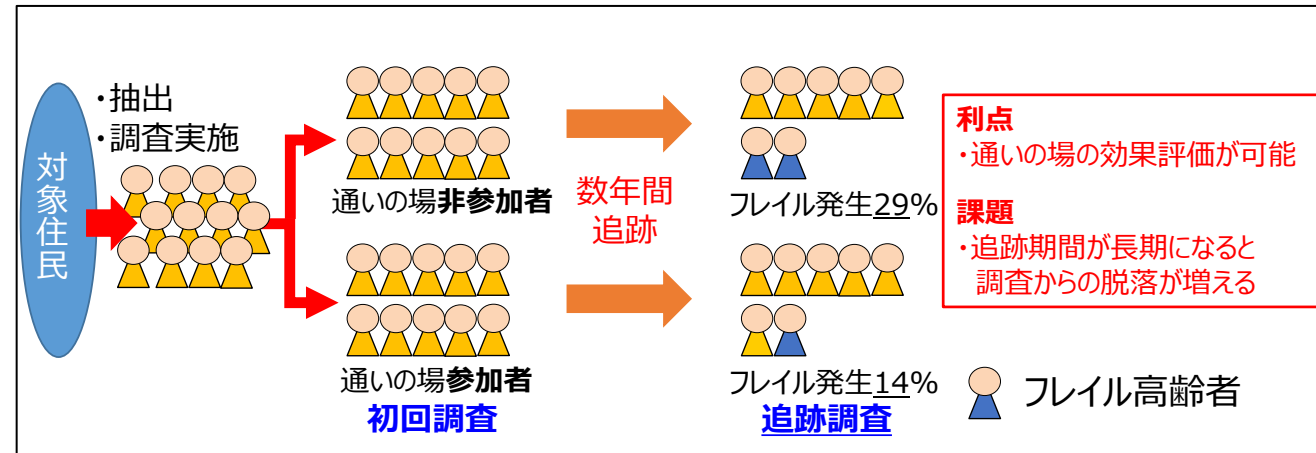 対象住民
・抽出
・調査実施
通いの場非参加者
通いの場参加者
初回調査
数年間
追跡
フレイル発生29%
フレイル発生14%
追跡調査
利点
・通いの場の効果評価が可能
課題
・追跡期間が長期になると
調査からの脱落が増える
フレイル高齢者